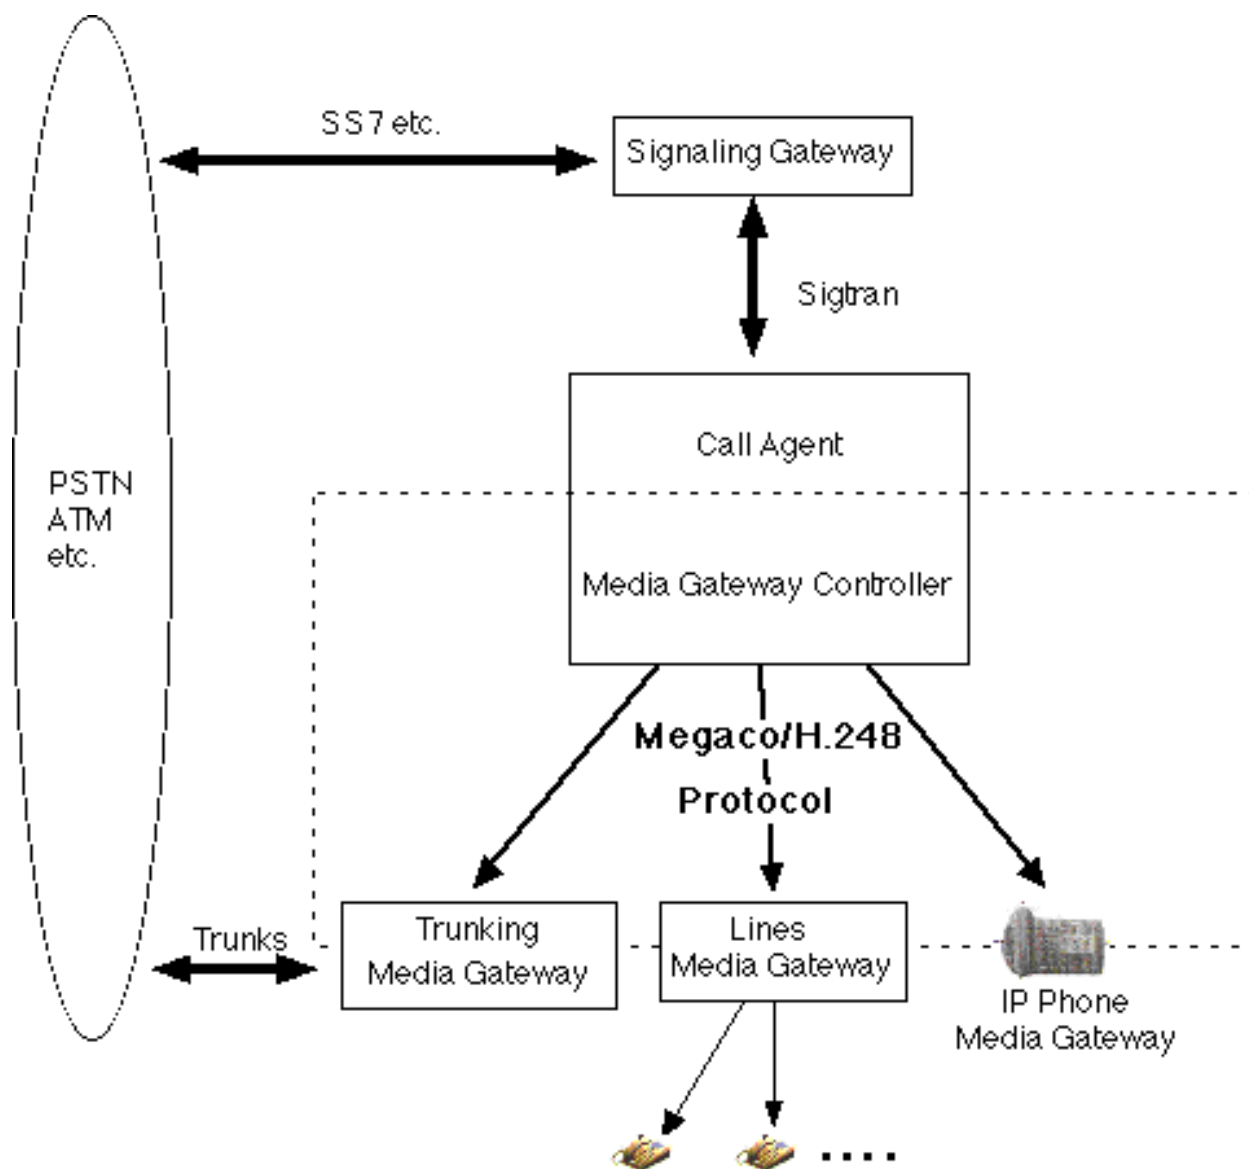 SS7 etc.
Signaling Gateway
Sigtran
Call Agent
PSTN
ATM
etc.
Media Gateway Controller
Megaco/H.248
Protocol
Trunks
Trunking
Media Gateway
Lines
Media Gateway
IP Phone
Media Gateway